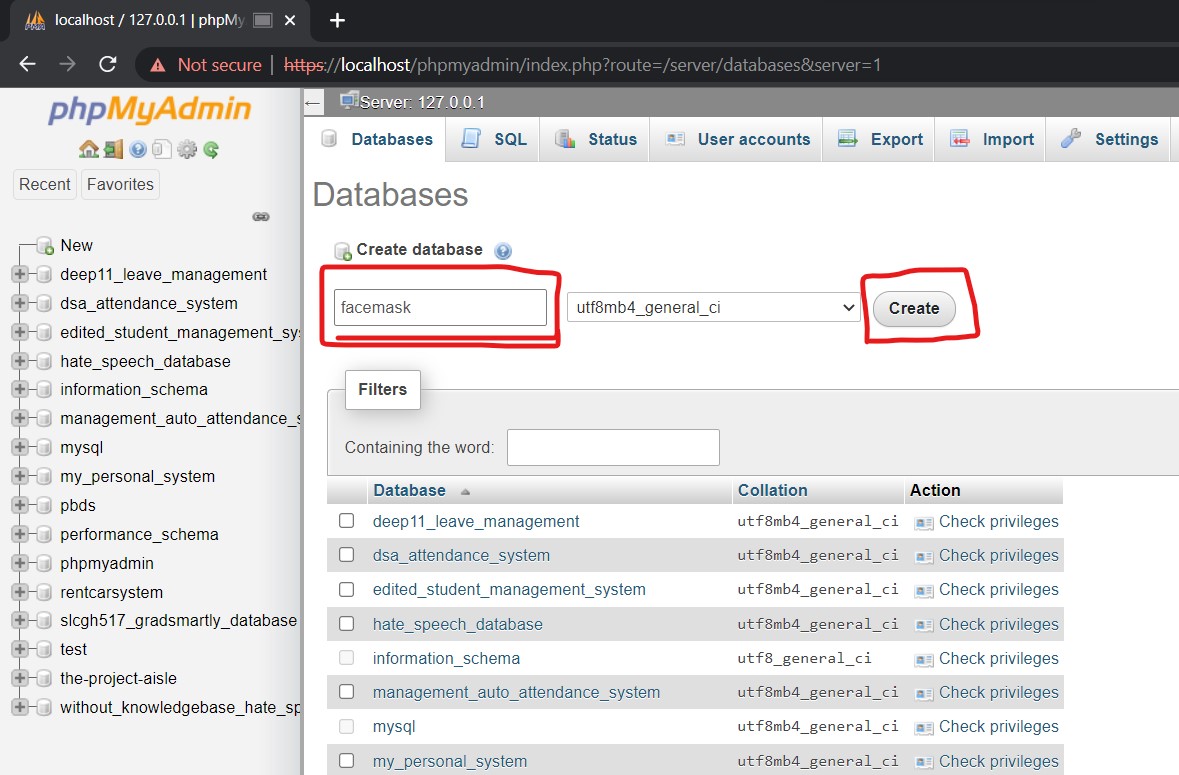 localhost / 127.0.0.1 | phpMy
Not secure | https://localhost/phpmyadmin/index.php?route=/server/databases&server=1
phpMyAdmin
Recent Favorites
New
deep11_leave_management
dsa_attendance_system
edited_student_management_sys
hate_speech_database
information_schema
management_auto_attendance_s
mysql
my_personal_system
pbds
performance_schema
phpmyadmin
rentcarsystem
slcgh517_gradsmartly_database
test
the-project-aisle
without_knowledgebase_hate_sp
Server: 127.0.0.1
Databases SQL Status User accounts Export Import Settings
Databases
Create database
facemask utf8mb4_general_ci Create
Filters
Containing the word:
Database Collation Action
deep11_leave_management utf8mb4_general_ci Check privileges
dsa_attendance_system utf8mb4_general_ci Check privileges
edited_student_management_system utf8mb4_general_ci Check privileges
hate_speech_database utf8mb4_general_ci Check privileges
information_schema utf8_general_ci Check privileges
management_auto_attendance_system utf8mb4_general_ci Check privileges
mysql utf8mb4_general_ci Check privileges
my_personal_system utf8mb4_general_ci Check privileges